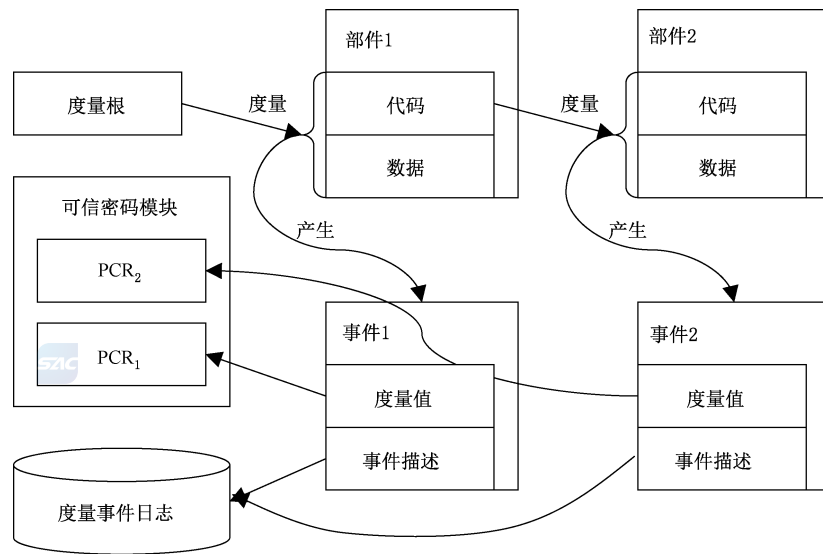 部件1
部件2
度量根
度量
代码
度量
代码
数据
数据
可信密码模块
产生
产生
PCR₂
事件1
事件2
SAC
PCR₁
度量值
度量值
事件描述
事件描述
度量事件日志